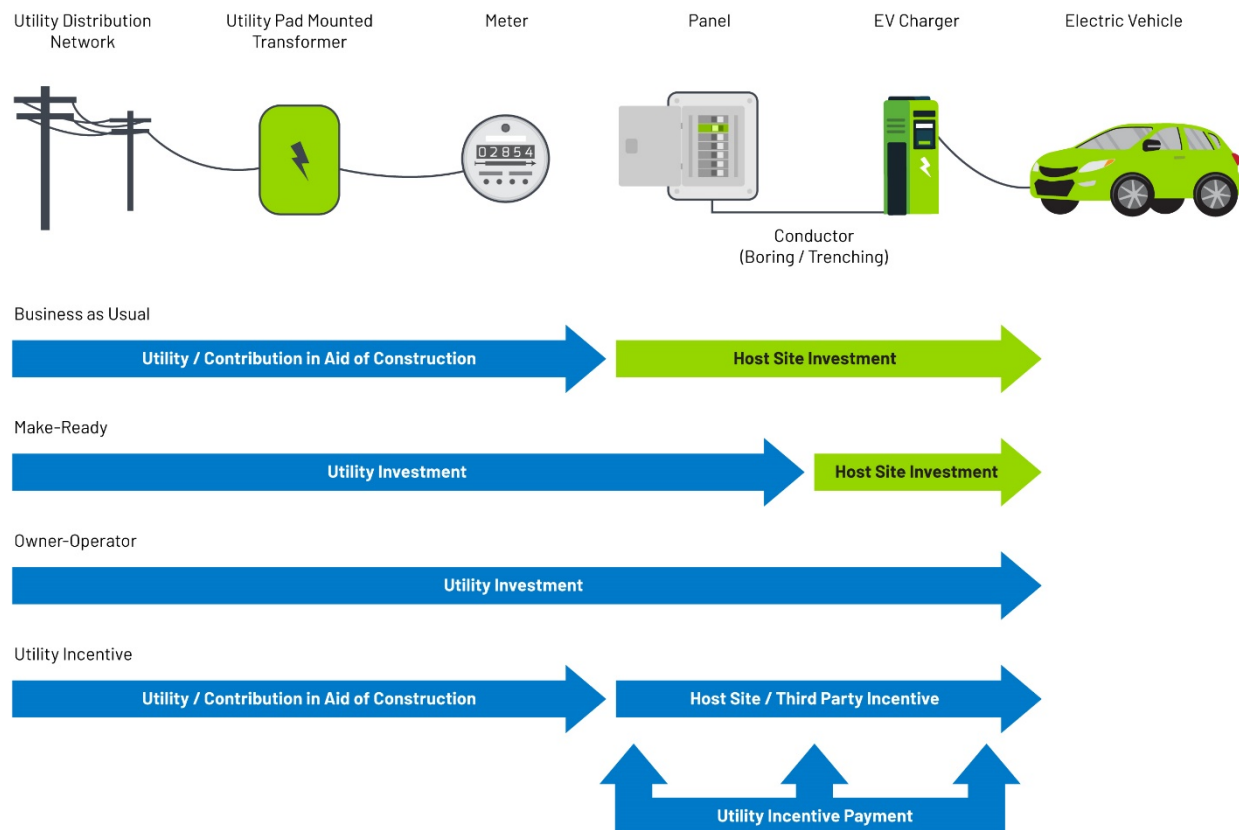 Utility Distribution
Network
Utility Pad Mounted
Transformer
Meter
Panel
EV Charger
Electric Vehicle
02854
Conductor
(Boring / Trenching)
Business as Usual
Utility / Contribution in Aid of Construction
Host Site Investment
Make-Ready
Utility Investment
Host Site Investment
Owner-Operator
Utility Investment
Utility Incentive
Utility / Contribution in Aid of Construction
Host Site / Third Party Incentive
Utility Incentive Payment